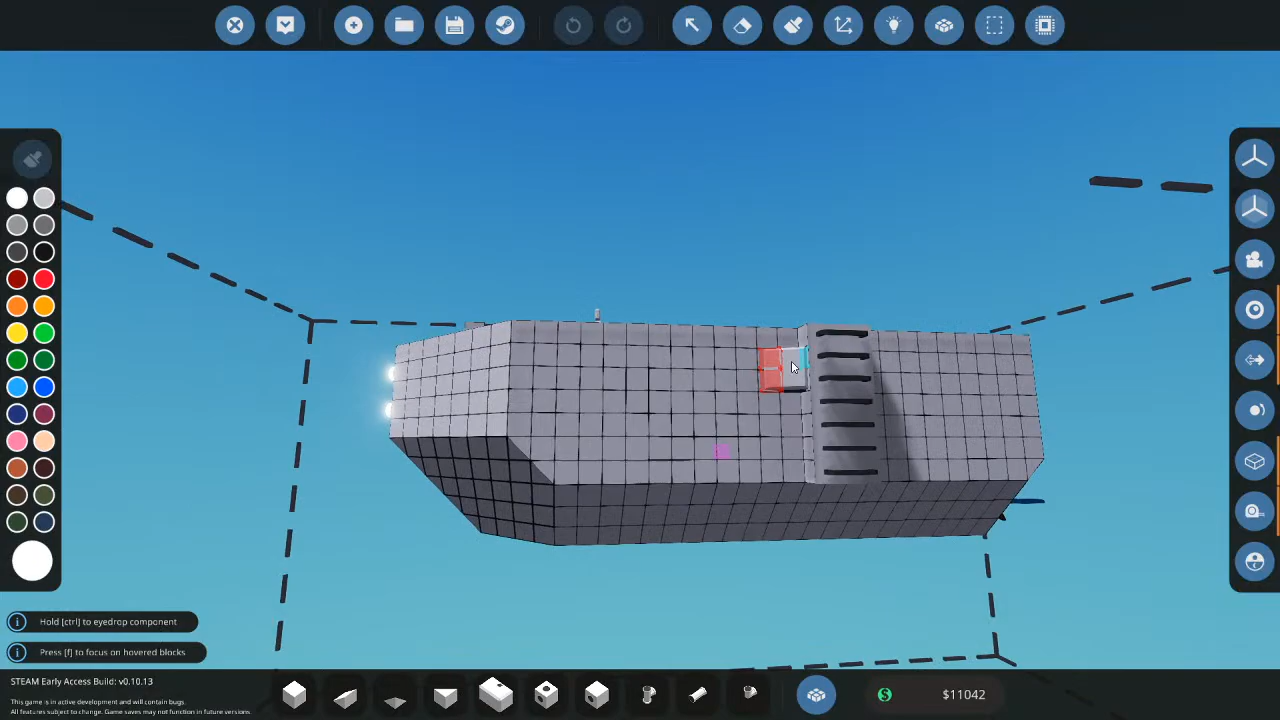 Hold [ctrl] to eyedrop component
Press [f] to focus on hovered blocks
STEAM Early Access Build: v0.10.13
This game is in active development and will contain bugs.
All features subject to change. Game saves may not function in future versions.
$ $11042